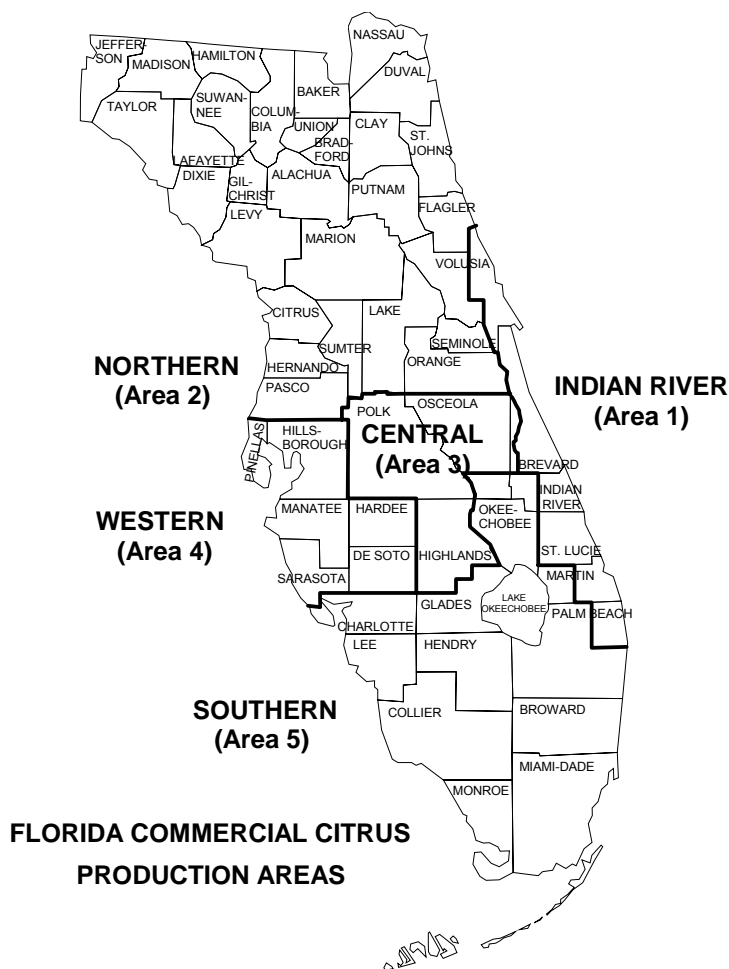 NASSAU
JEFFER-
SON
HAMILTON
MADISON
DUVAL
BAKER
TAYLOR
SUWAN-
NEE
COLUM-
BIA
UNION
CLAY
BRAD-
FORD
ST.
JOHNS
LAFAYETTE
DIXIE
GIL-
CHRIST
ALACHUA
PUTNAM
FLAGLER
LEVY
MARION
VOLUSIA
CITRUS
LAKE
SUMTER
SEMINOLE
ORANGE
HERNANDO
PASCO
NORTHERN
(Area 2)
INDIAN RIVER
(Area 1)
POLK
OSCEOLA
HILLS-
BOROUGH
PINELLAS
CENTRAL
(Area 3)
BREVARD
INDIAN
RIVER
WESTERN
(Area 4)
MANATEE
HARDEE
OKEE-
CHOBEE
DE SOTO
HIGHLANDS
ST. LUCIE
SARASOTA
MARTIN
GLADES
LAKE
OKEECHOBEE
PALM BEACH
CHARLOTTE
LEE
HENDRY
SOUTHERN
(Area 5)
COLLIER
BROWARD
MIAMI-DADE
MONROE
FLORIDA COMMERCIAL CITRUS
PRODUCTION AREAS